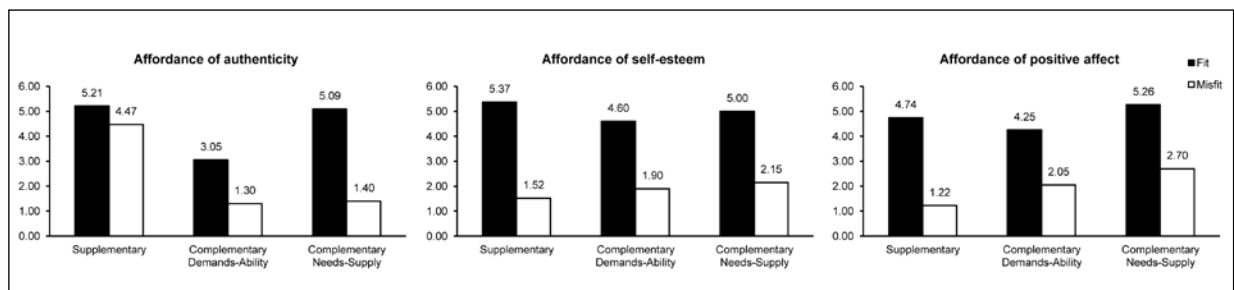 Affordance of authenticity
6.00
5.00
4.00
3.00
2.00
1.00
0.00
5.21
4.47
3.05
1.30
5.09
1.40
Supplementary
Complementary
Demands-Ability
Complementary
Needs-Supply
Affordance of self-esteem
6.00
5.00
4.00
3.00
2.00
1.00
0.00
5.37
1.52
4.60
1.90
5.00
2.15
Supplementary
Complementary
Demands-Ability
Complementary
Needs-Supply
Affordance of positive affect
Fit
Misfit
6.00
5.00
4.00
3.00
2.00
1.00
0.00
4.74
1.22
4.25
2.05
5.26
2.70
Supplementary
Complementary
Demands-Ability
Complementary
Needs-Supply